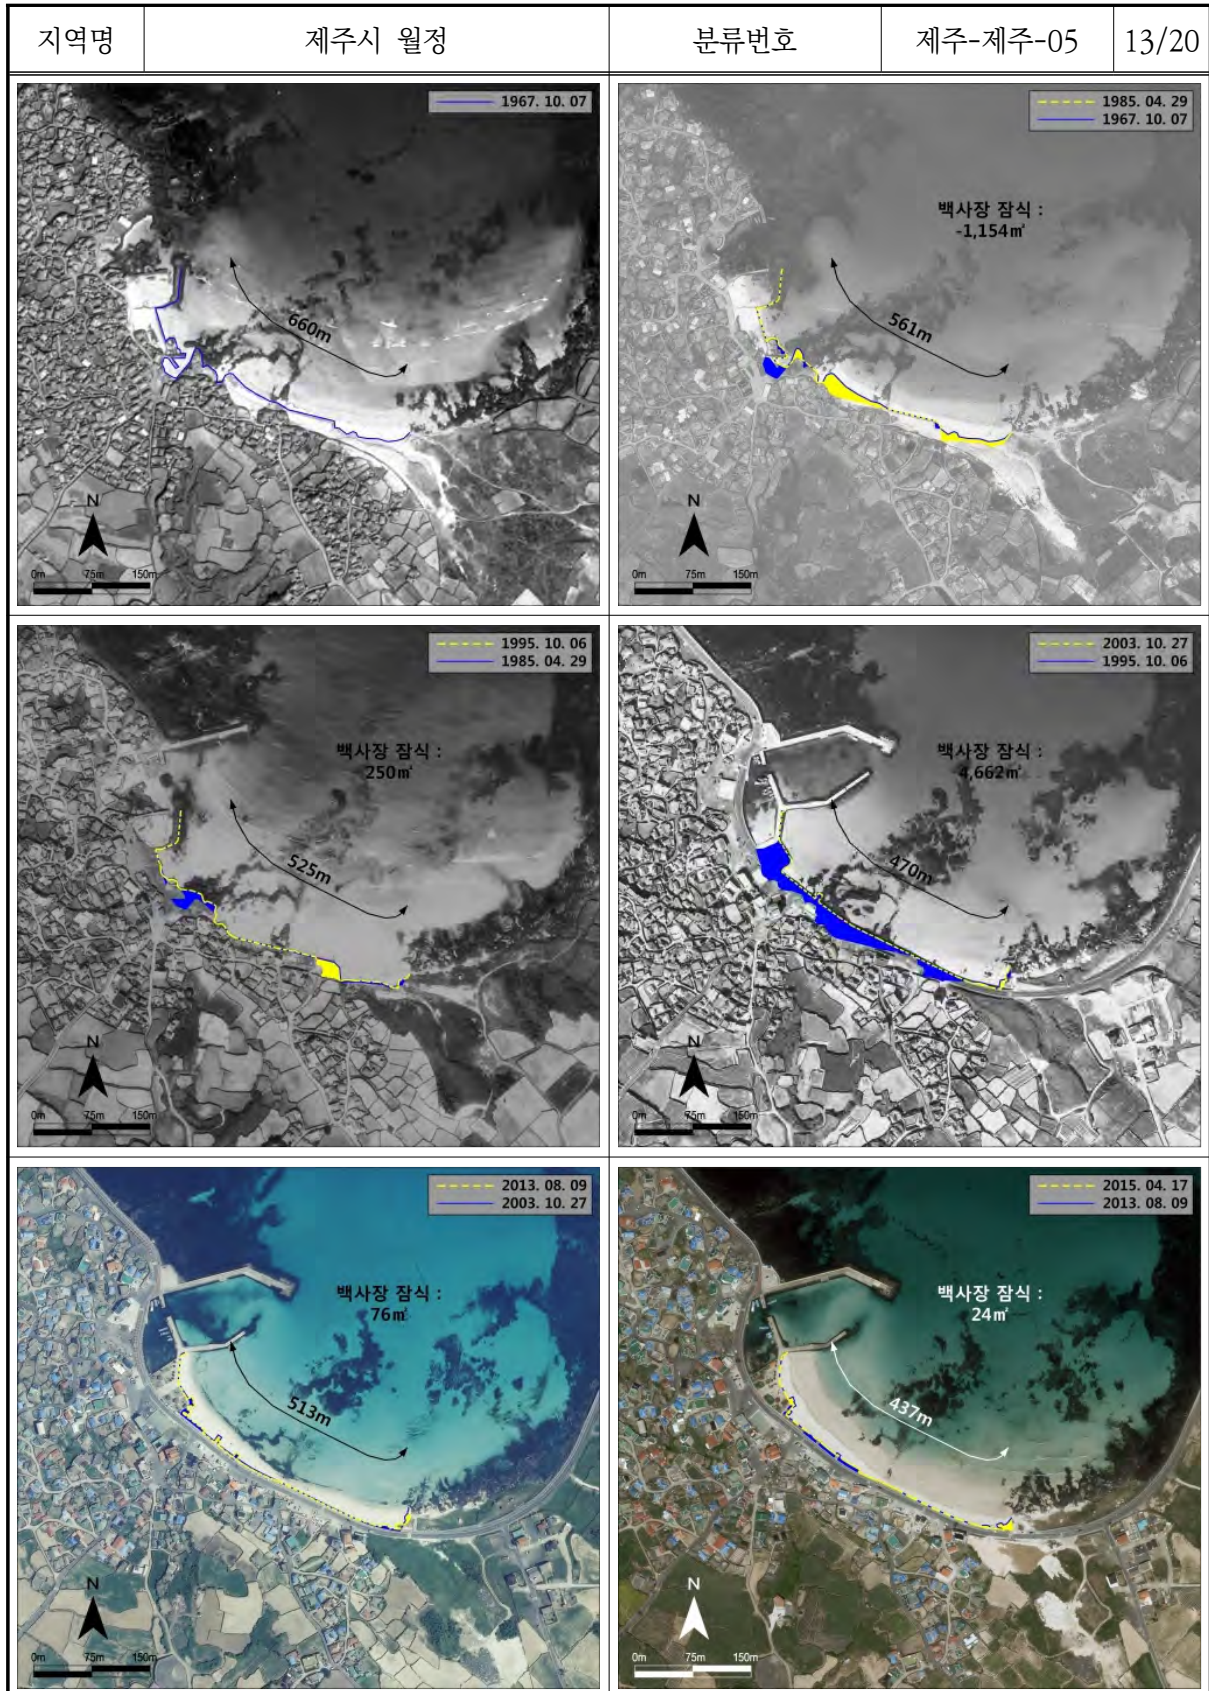 지역명 제주시 월정 분류번호 제주-제주-05 13/20
1967. 10. 07
660m
N
0m 75m 150m
1985. 04. 29
1967. 10. 07
백사장 잠식 :
-1,154㎡
561m
N
0m 75m 150m
1995. 10. 06
1985. 04. 29
백사장 잠식 :
250㎡
525m
N
0m 75m 150m
2003. 10. 27
1995. 10. 06
백사장 잠식 :
4,662㎡
470m
N
0m 75m 150m
2013. 08. 09
2003. 10. 27
백사장 잠식 :
76㎡
513m
N
0m 75m 150m
2015. 04. 17
2013. 08. 09
백사장 잠식 :
24㎡
437m
N
0m 75m 150m